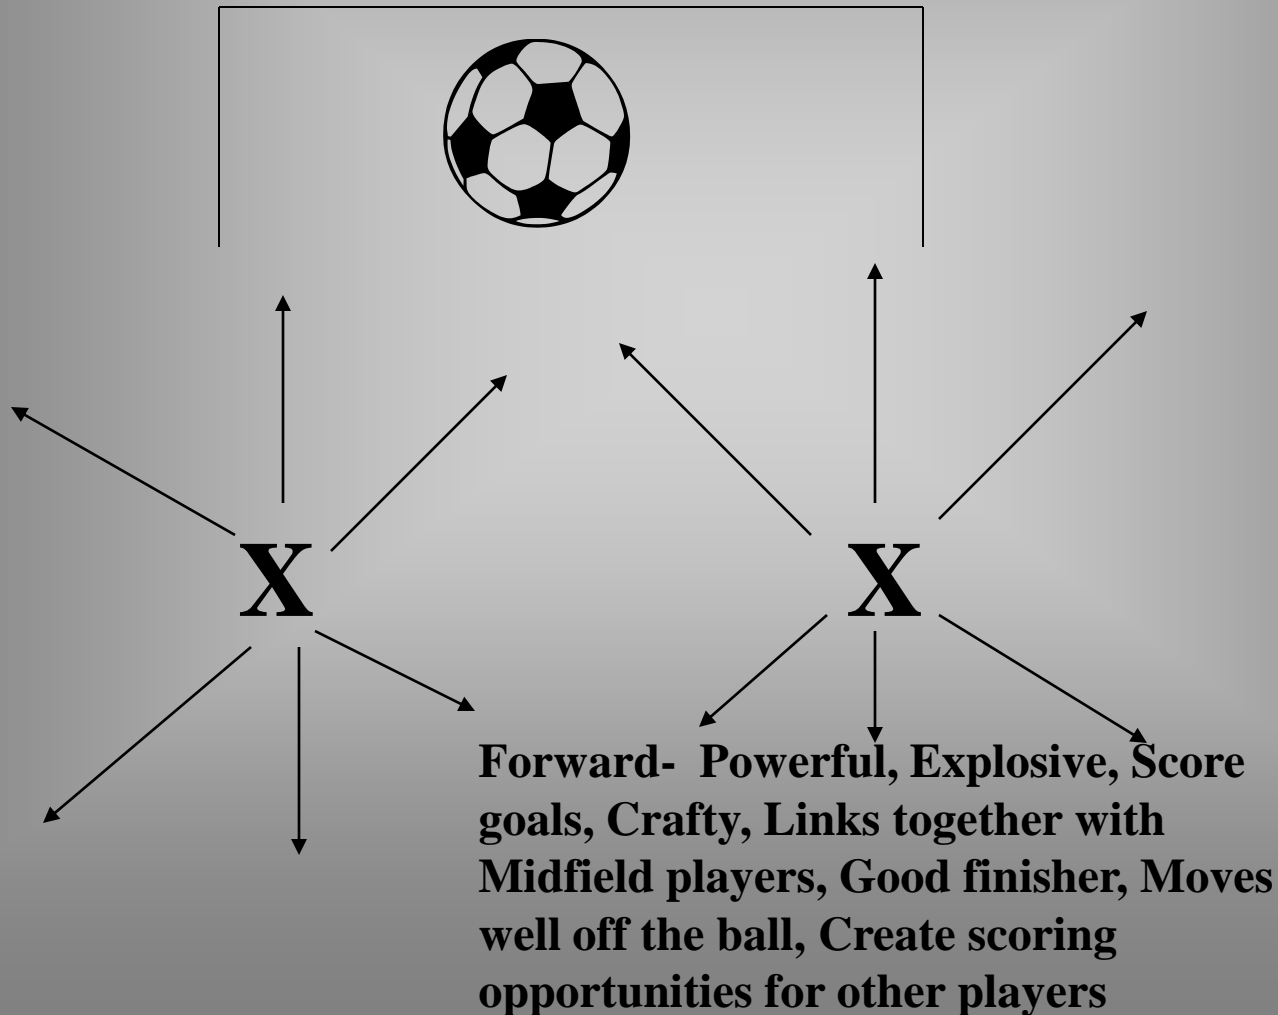 X X
Forward-  Powerful, Explosive, Score
goals, Crafty, Links together with
Midfield players, Good finisher, Moves
well off the ball, Create scoring
opportunities for other players